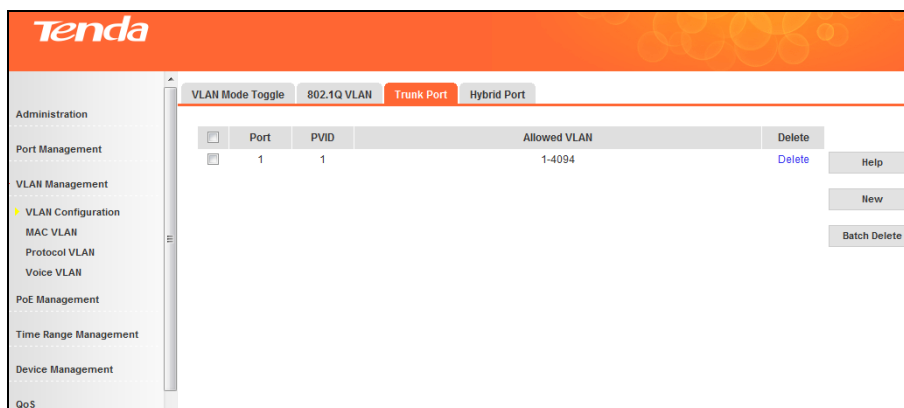 Tenda
Administration
Port Management
VLAN Management
VLAN Configuration
MAC VLAN
Protocol VLAN
Voice VLAN
PoE Management
Time Range Management
Device Management
QoS
VLAN Mode Toggle 802.1Q VLAN Trunk Port Hybrid Port
Port PVID Allowed VLAN Delete
1 1 1-4094 Delete
Help
New
Batch Delete